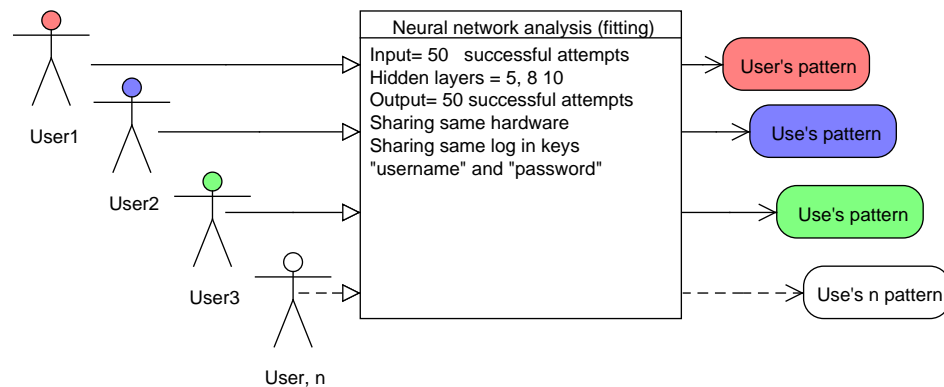 Neural network analysis (fitting)
Input= 50 successful attempts
Hidden layers = 5, 8 10
Output= 50 successful attempts
Sharing same hardware
Sharing same log in keys
"username" and "password"
User1
User2
User3
User, n
User's pattern
Use's pattern
Use's pattern
Use's n pattern